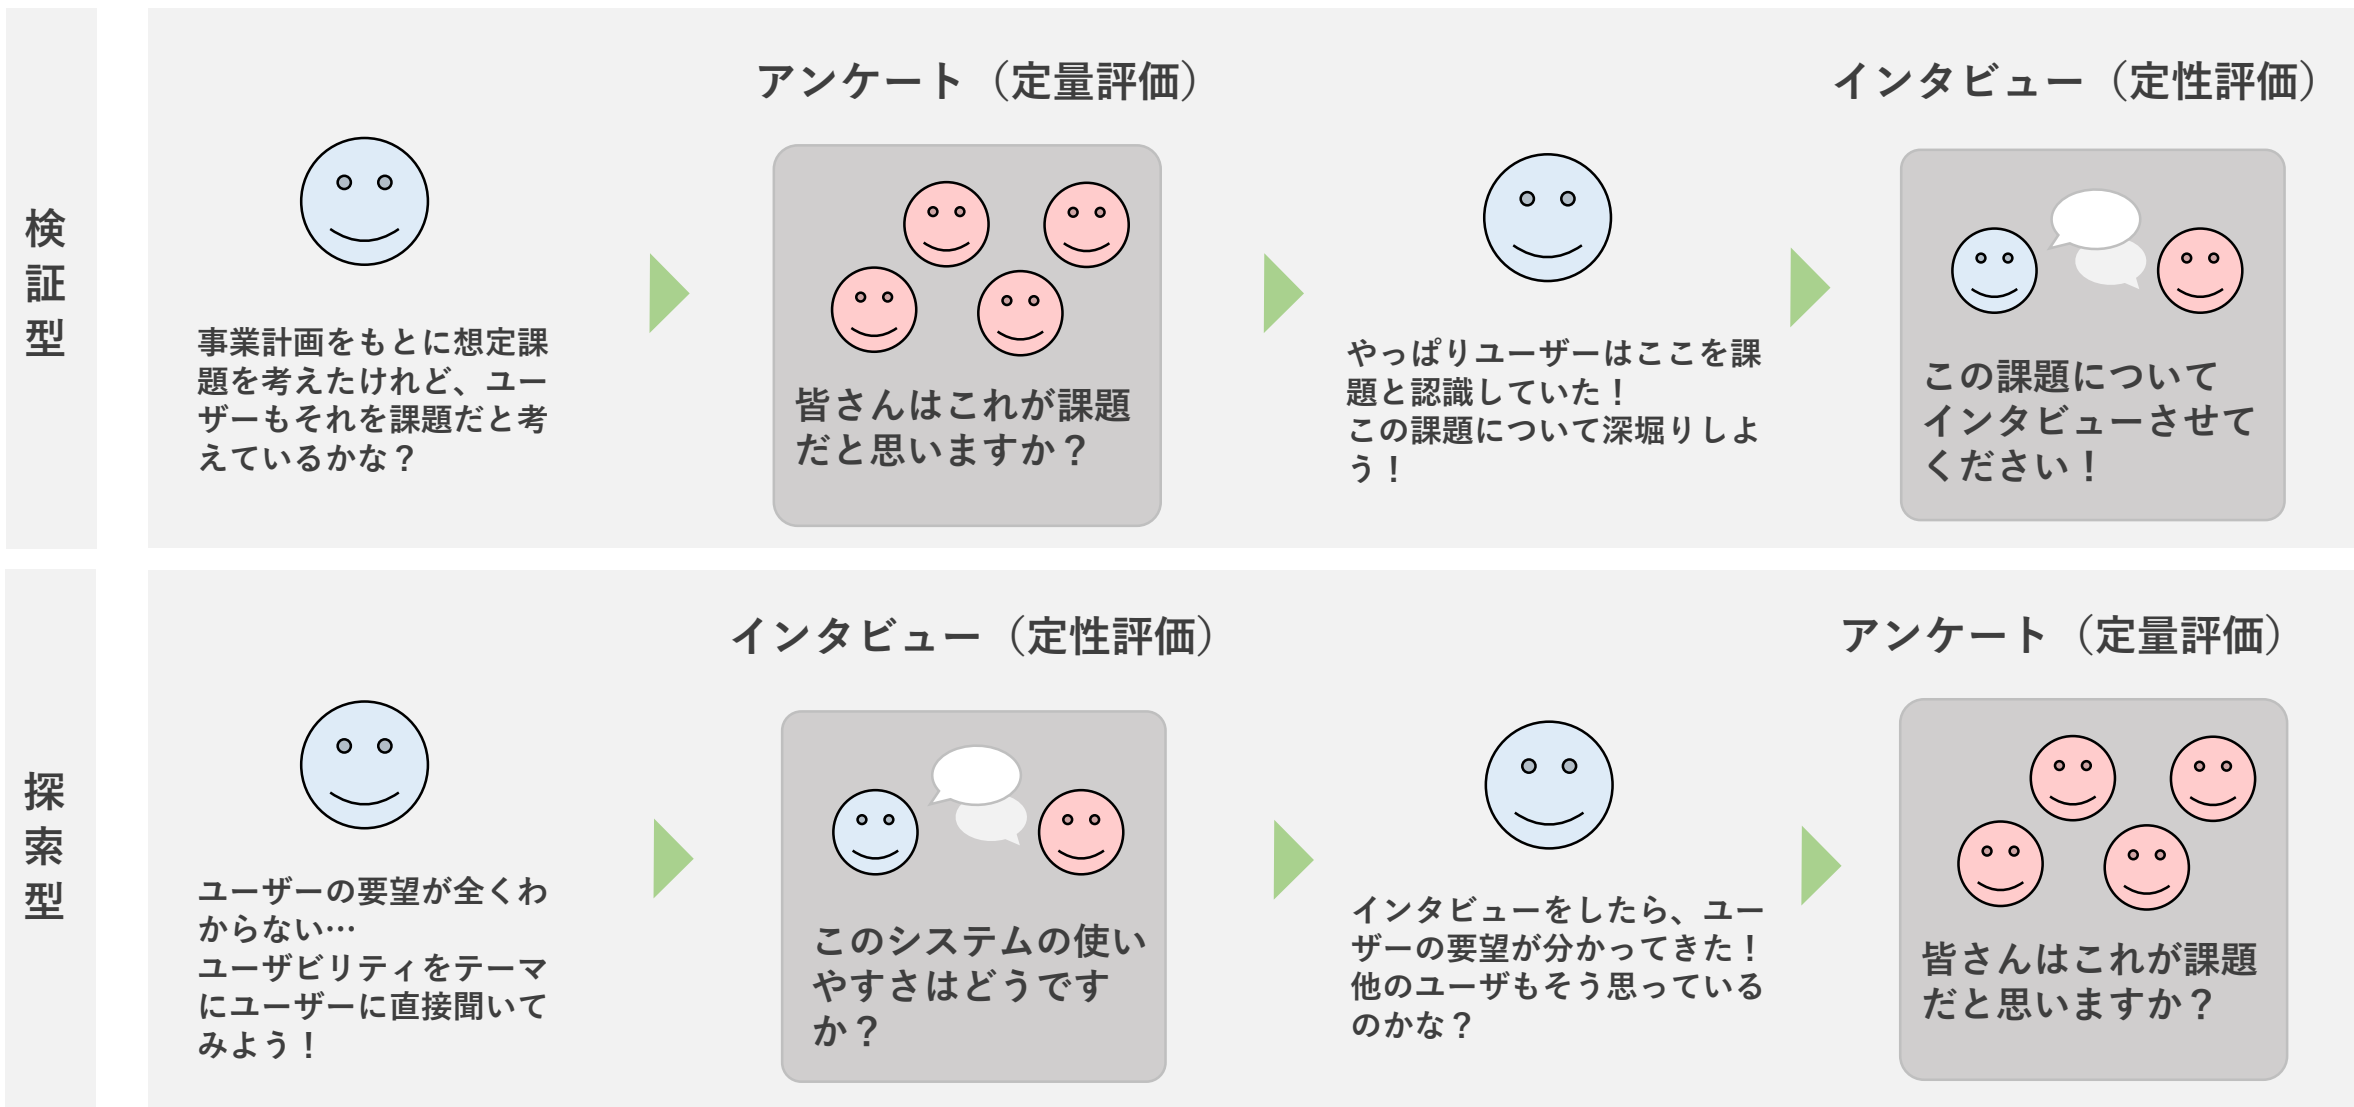 検証型
アンケート（定量評価）
インタビュー（定性評価）
事業計画をもとに想定課
題を考えたけれど、ユー
ザーもそれを課題だと考
えているかな？
皆さんはこれが課題
だと思いますか？
やっぱりユーザーはここを課
題と認識していた！
この課題について深堀りしよ
う！
この課題について
インタビューさせて
ください！
探索型
インタビュー（定性評価）
アンケート（定量評価）
ユーザーの要望が全くわ
からない…
ユーザビリティをテーマ
にユーザーに直接聞いて
みよう！
このシステムの使い
やすさはどうです
か？
インタビューをしたら、ユー
ザーの要望が分かってきた！
他のユーザもそう思っている
のかな？
皆さんはこれが課題
だと思いますか？